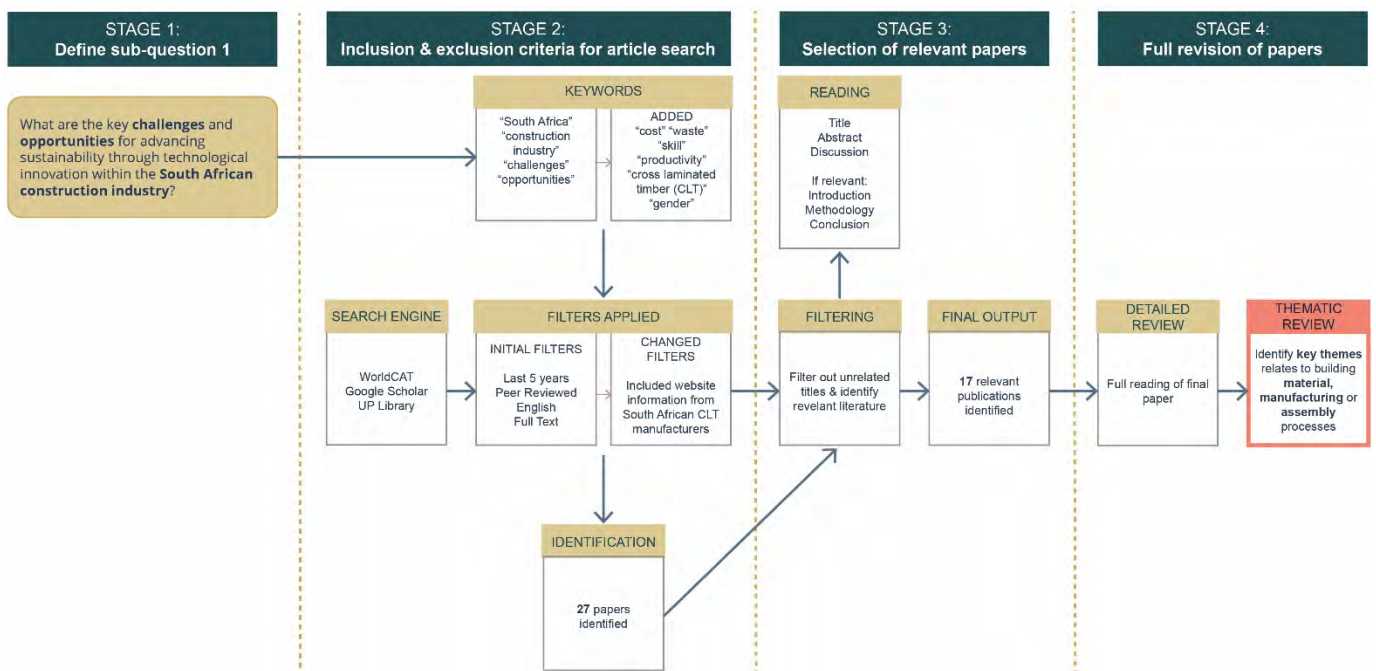 STAGE 1:
Define sub-question 1
What are the key challenges and
opportunities for advancing
sustainability through technological
innovation within the South African
construction industry?
STAGE 2:
Inclusion & exclusion criteria for article search
KEYWORDS
“South Africa”
“construction
industry”
“challenges”
“opportunities”
ADDED
“cost” “waste”
“skill”
“productivity”
“cross laminated
timber (CLT)”
“gender”
SEARCH ENGINE
WorldCAT
Google Scholar
UP Library
FILTERS APPLIED
INITIAL FILTERS
Last 5 years
Peer Reviewed
English
Full Text
CHANGED
FILTERS
Included website
information from
South African CLT
manufacturers
IDENTIFICATION
27 papers
identified
STAGE 3:
Selection of relevant papers
READING
Title
Abstract
Discussion
If relevant:
Introduction
Methodology
Conclusion
FILTERING
Filter out unrelated
titles & identify
revelant literature
FINAL OUTPUT
17 relevant
publications
identified
STAGE 4:
Full revision of papers
DETAILED
REVIEW
Full reading of final
paper
THEMATIC
REVIEW
Identify key themes
relates to building
material,
manufacturing or
assembly
processes